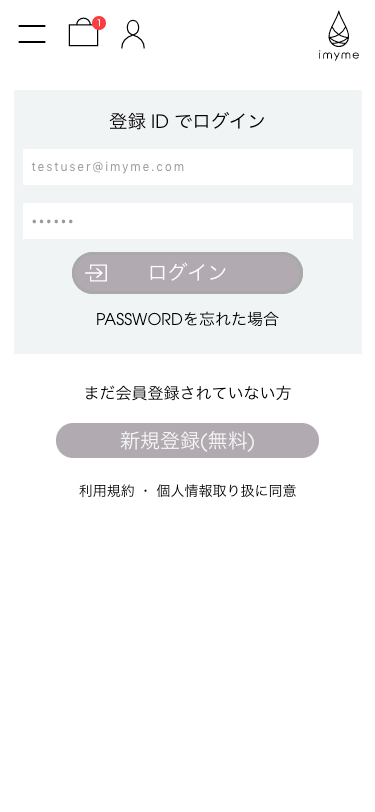 1
imyme
登録 ID でログイン
testuser@imyme.com
••••••
ログイン
PASSWORDを忘れた場合
まだ会員登録されていない方
新規登録(無料)
利用規約 ・ 個人情報取り扱に同意